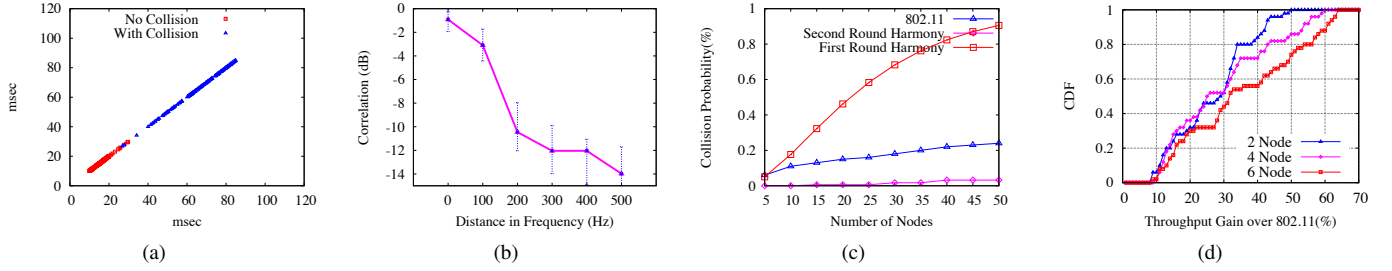 No Collision
With Collision
120
100
80
60
40
20
0
msec
0 20 40 60 80 100 120
msec
(a)
0
-2
-4
-6
-8
-10
-12
-14
Correlation (dB)
0 100 200 300 400 500
Distance in Frequency (Hz)
(b)
802.11
Second Round Harmony
First Round Harmony
1
0.8
0.6
0.4
0.2
0
Collision Probability(%)
5 10 15 20 25 30 35 40 45 50
Number of Nodes
(c)
1
0.8
0.6
0.4
0.2
0
CDF
2 Node
4 Node
6 Node
0 10 20 30 40 50 60 70
Throughput Gain over 802.11(%)
(d)